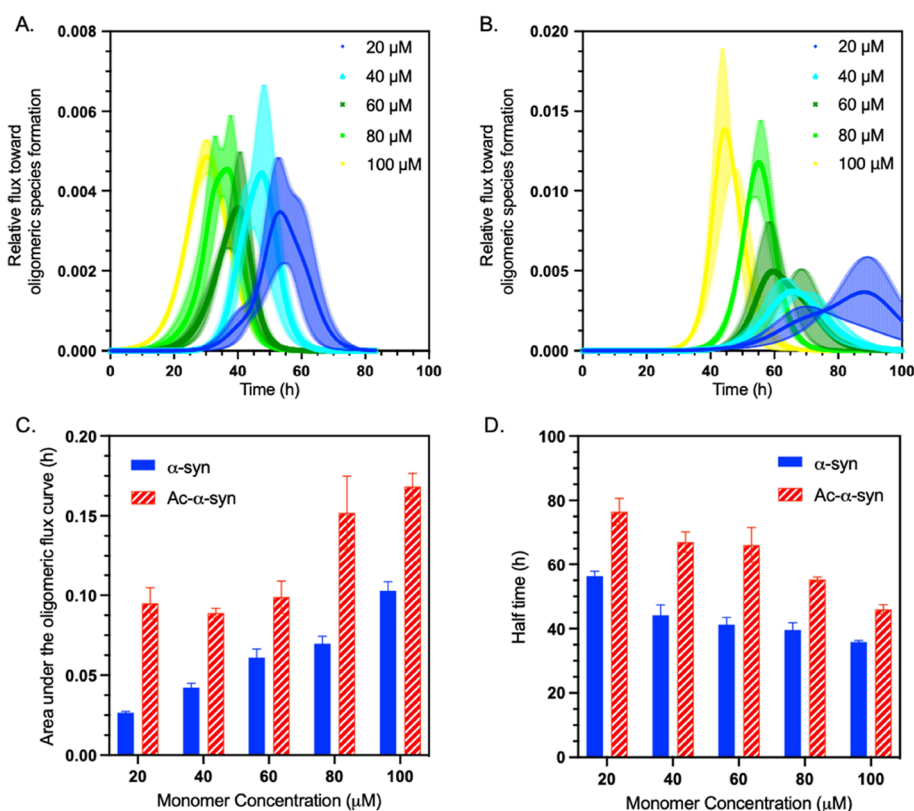 A.
0.008
0.006
0.004
0.002
0.000
Relative flux toward
oligomeric species formation
20 µM
40 µM
60 µM
80 µM
100 µM
0 20 40 60 80 100
Time (h)
B.
0.020
0.015
0.010
0.005
0.000
Relative flux toward
oligomeric species formation
20 µM
40 µM
60 µM
80 µM
100 µM
0 20 40 60 80 100
Time (h)
C.
0.20
0.15
0.10
0.05
0.00
Area under the oligomeric flux curve (h)
α-syn
Ac-α-syn
20 40 60 80 100
Monomer Concentration (µM)
D.
100
80
60
40
20
0
Half time (h)
α-syn
Ac-α-syn
20 40 60 80 100
Monomer Concentration (µM)